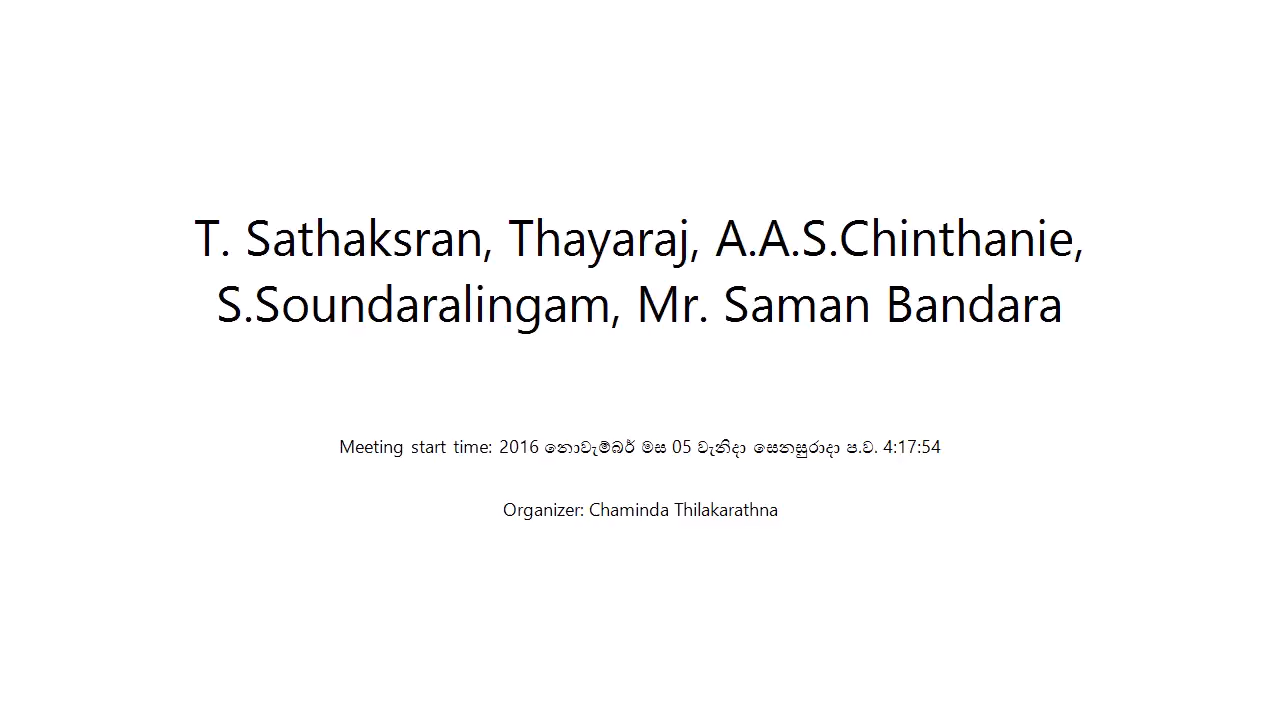 T. Sathaksran, Thayaraj, A.A.S.Chinthanie,
S.Soundaralingam, Mr. Saman Bandara
Meeting start time: 2016 නොවැම්බර් මස 05 වැනිදා සෙනසුරාදා ප.ව. 4:17:54
Organizer: Chaminda Thilakarathna